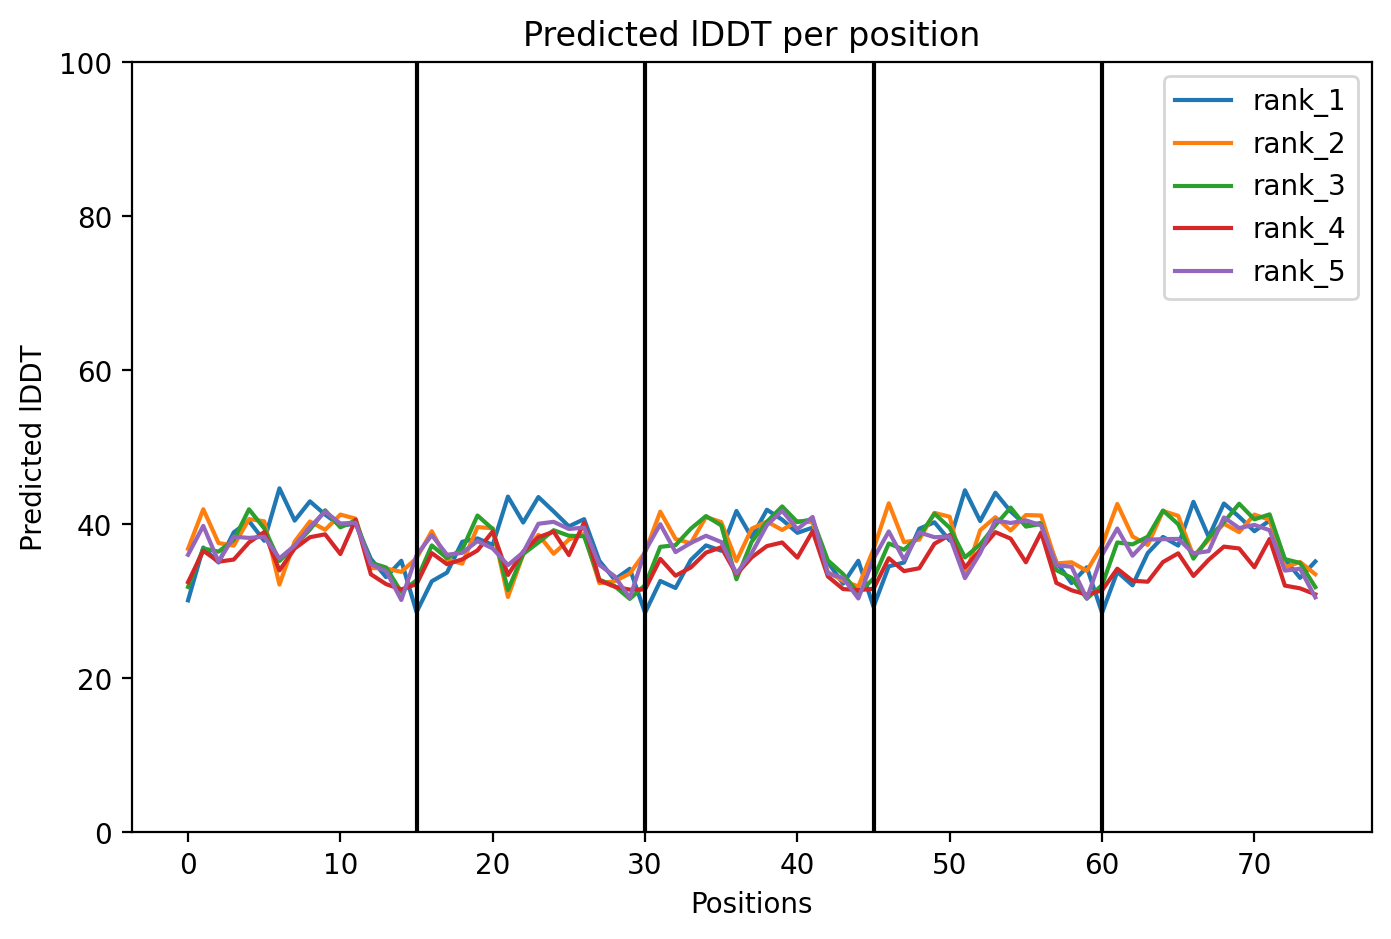 Predicted lDDT per position
100
80
60
40
20
0
Predicted lDDT
rank_1
rank_2
rank_3
rank_4
rank_5
0 10 20 30 40 50 60 70
Positions